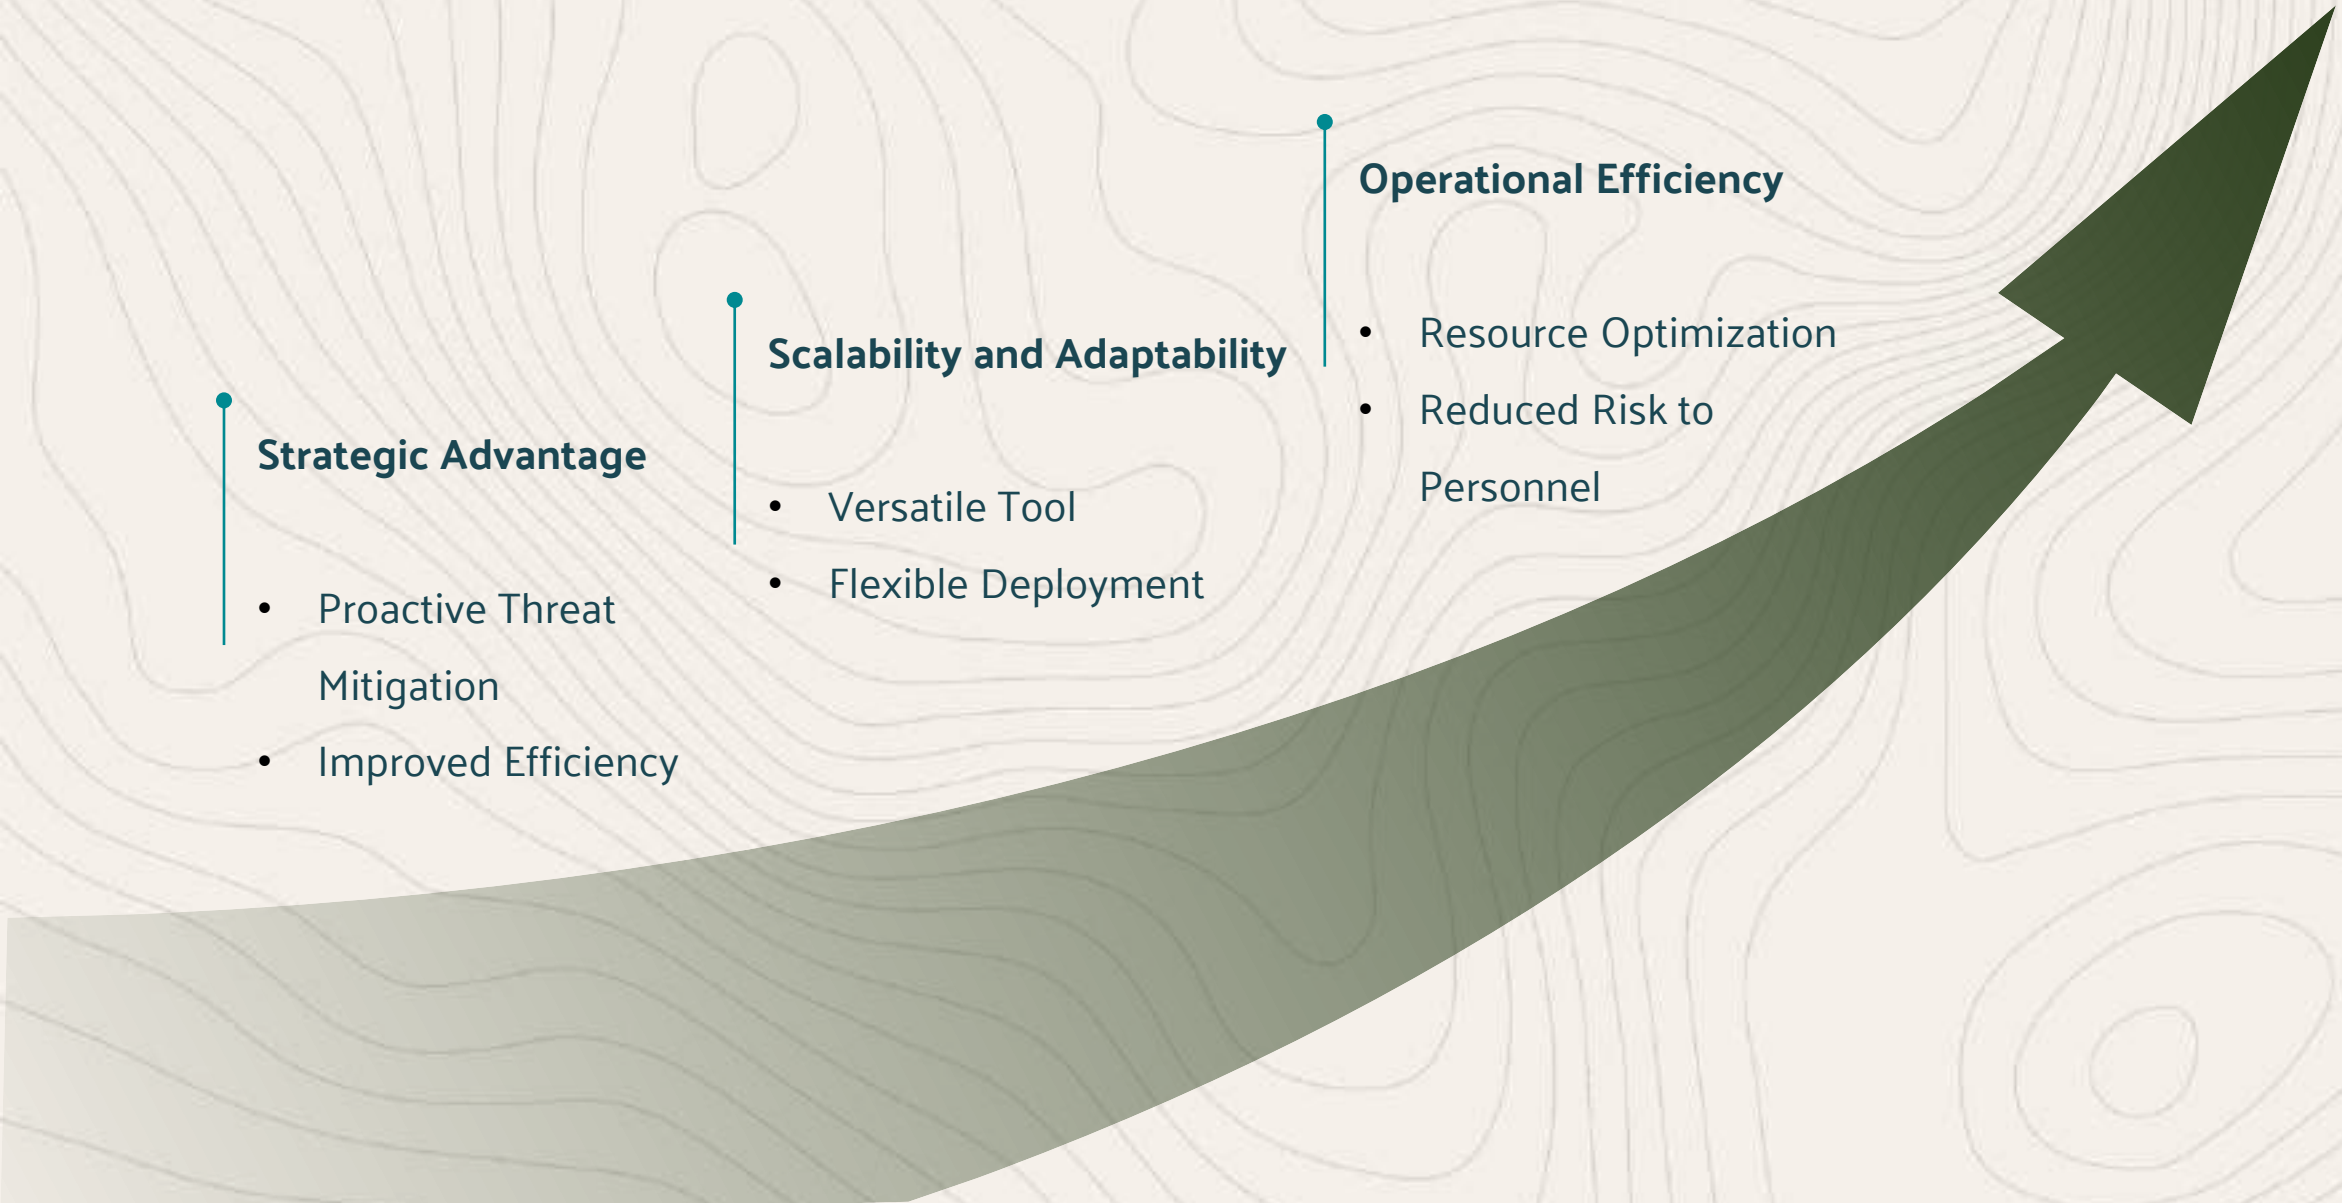 Strategic Advantage
• Proactive Threat
Mitigation
• Improved Efficiency
Scalability and Adaptability
• Versatile Tool
• Flexible Deployment
Operational Efficiency
• Resource Optimization
• Reduced Risk to
Personnel